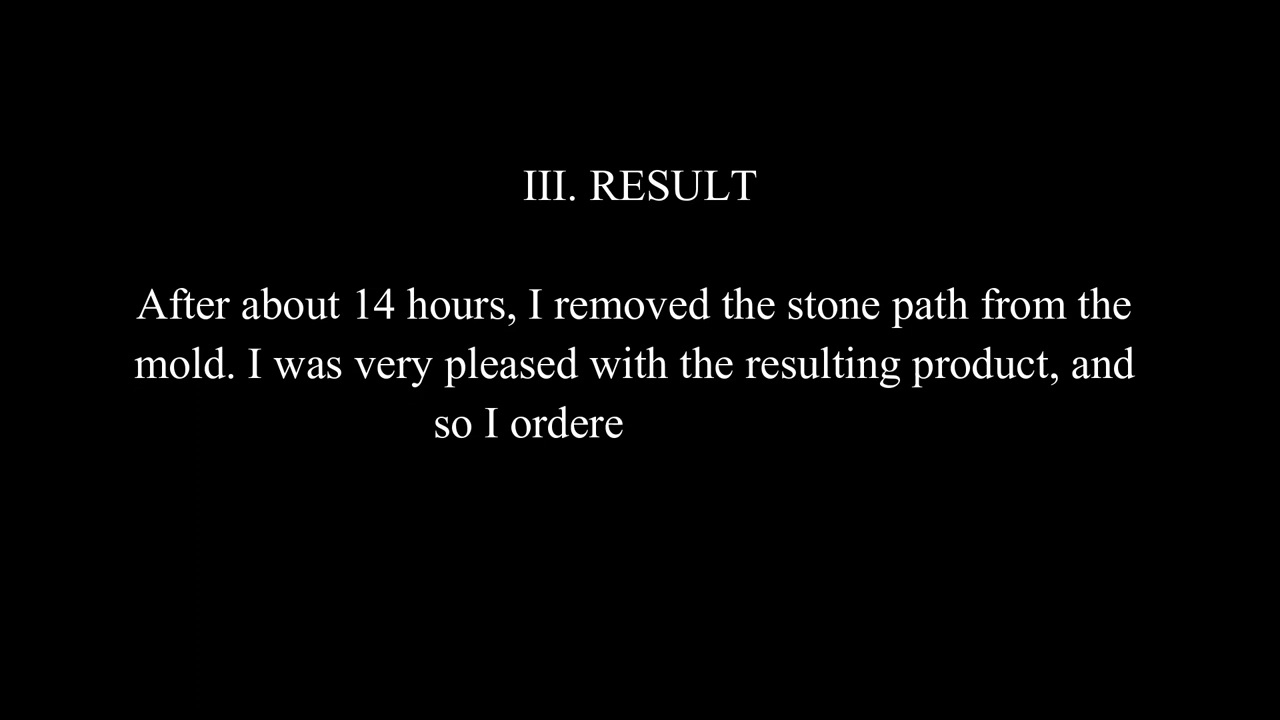 III. RESULT
After about 14 hours, I removed the stone path from the
mold. I was very pleased with the resulting product, and
so I ordere